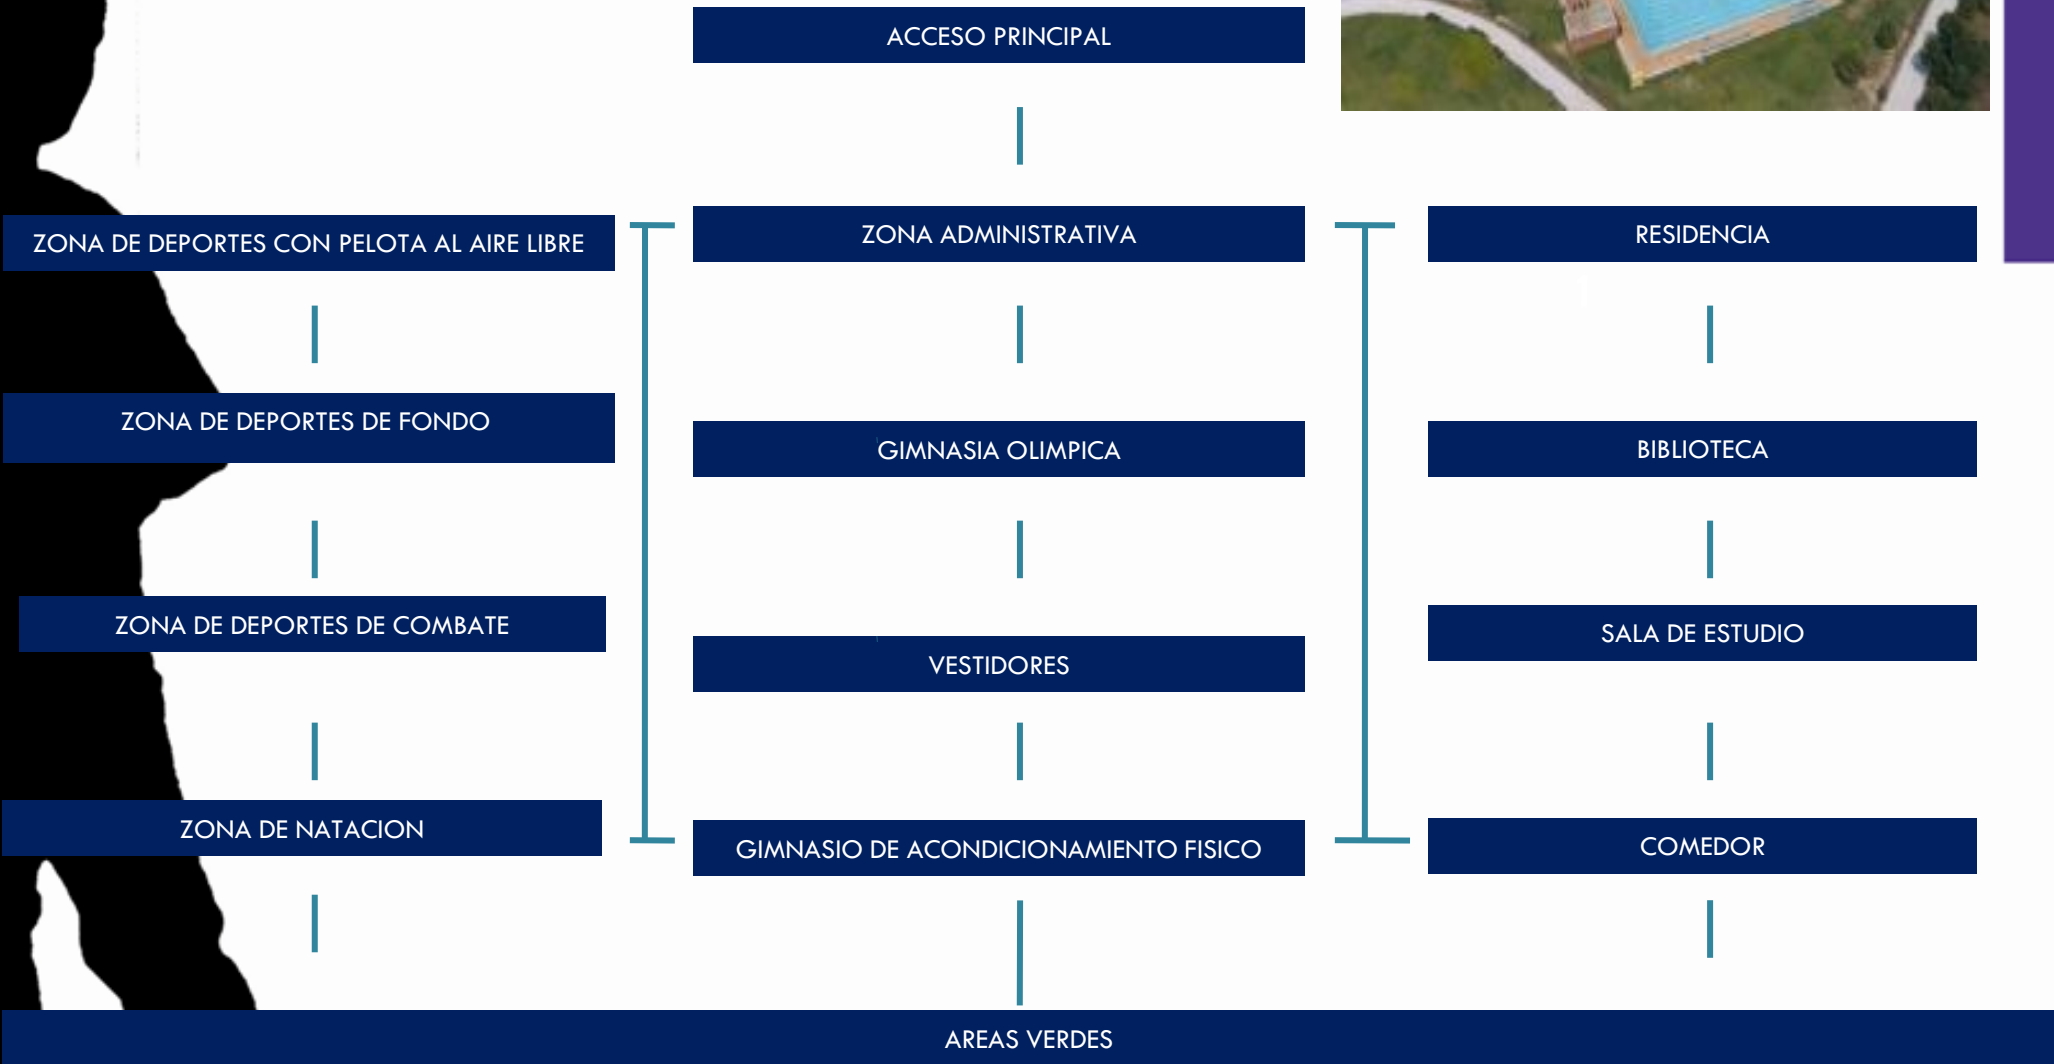 ACCESO PRINCIPAL
ZONA DE DEPORTES CON PELOTA AL AIRE LIBRE
ZONA ADMINISTRATIVA
RESIDENCIA
ZONA DE DEPORTES DE FONDO
GIMNASIA OLIMPICA
BIBLIOTECA
ZONA DE DEPORTES DE COMBATE
VESTIDORES
SALA DE ESTUDIO
ZONA DE NATACION
GIMNASIO DE ACONDICIONAMIENTO FISICO
COMEDOR
AREAS VERDES